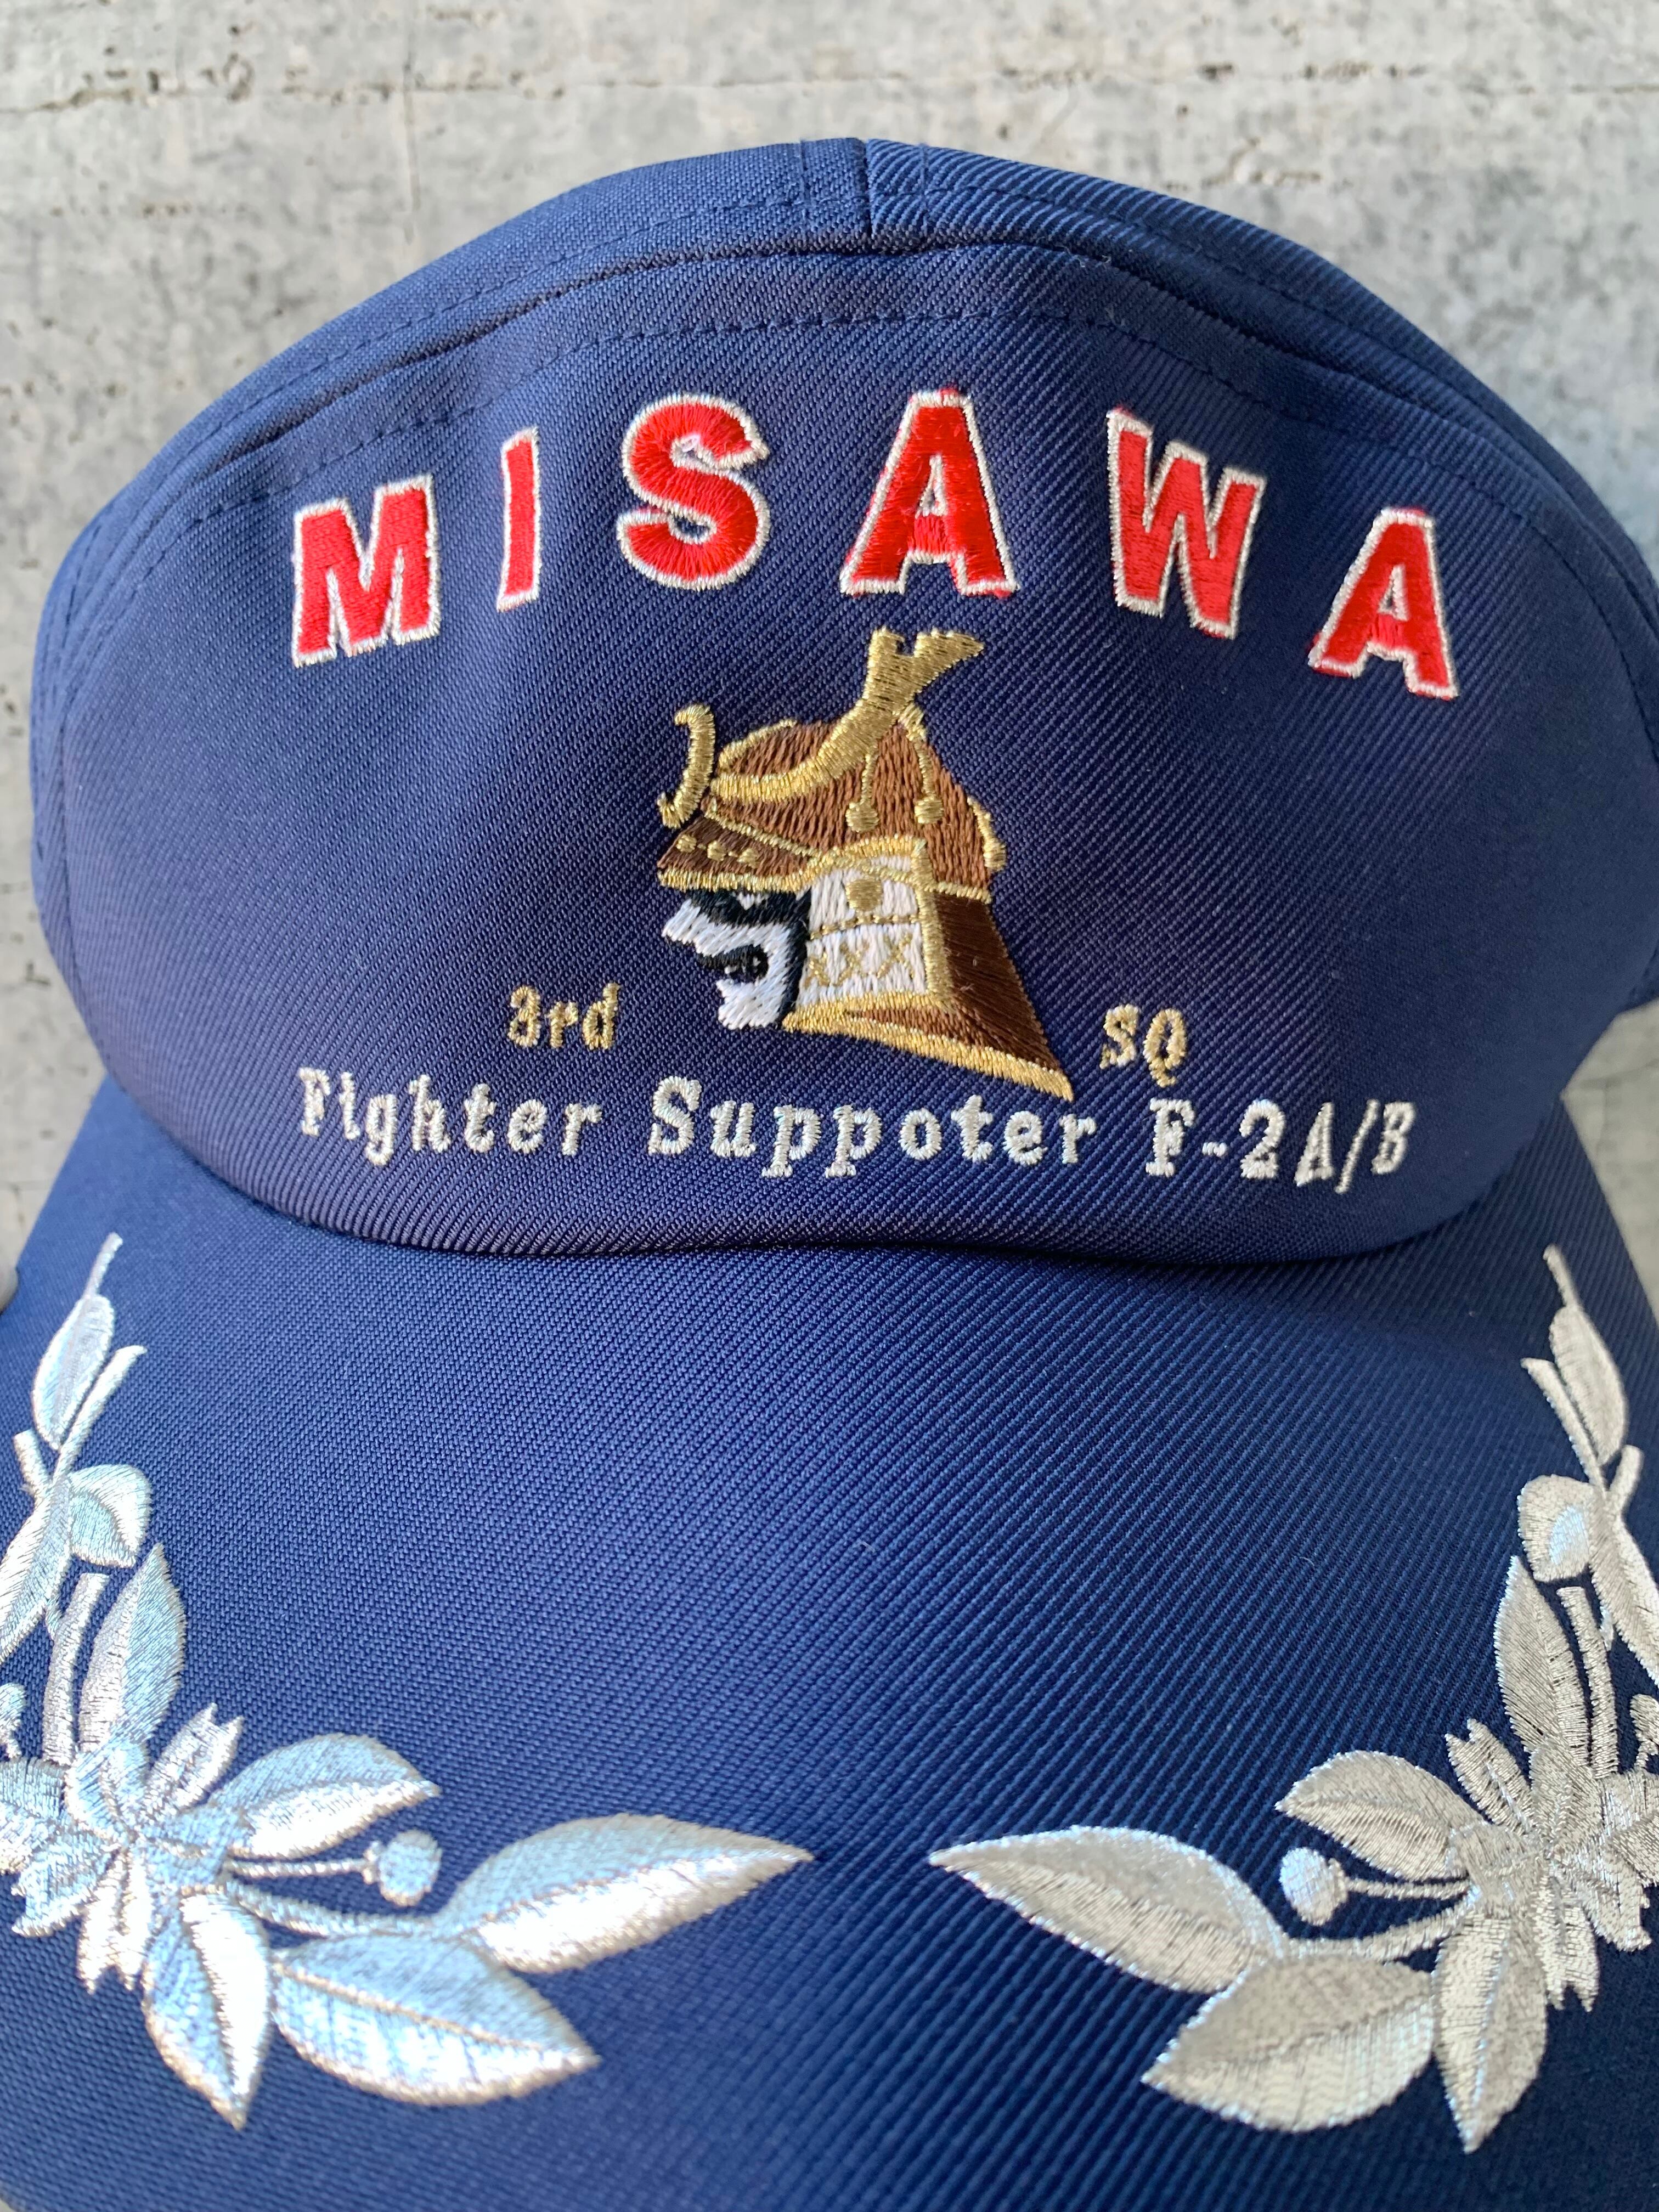 MISAWA
3rd SQ
Fighter Suppoter F-2A/B